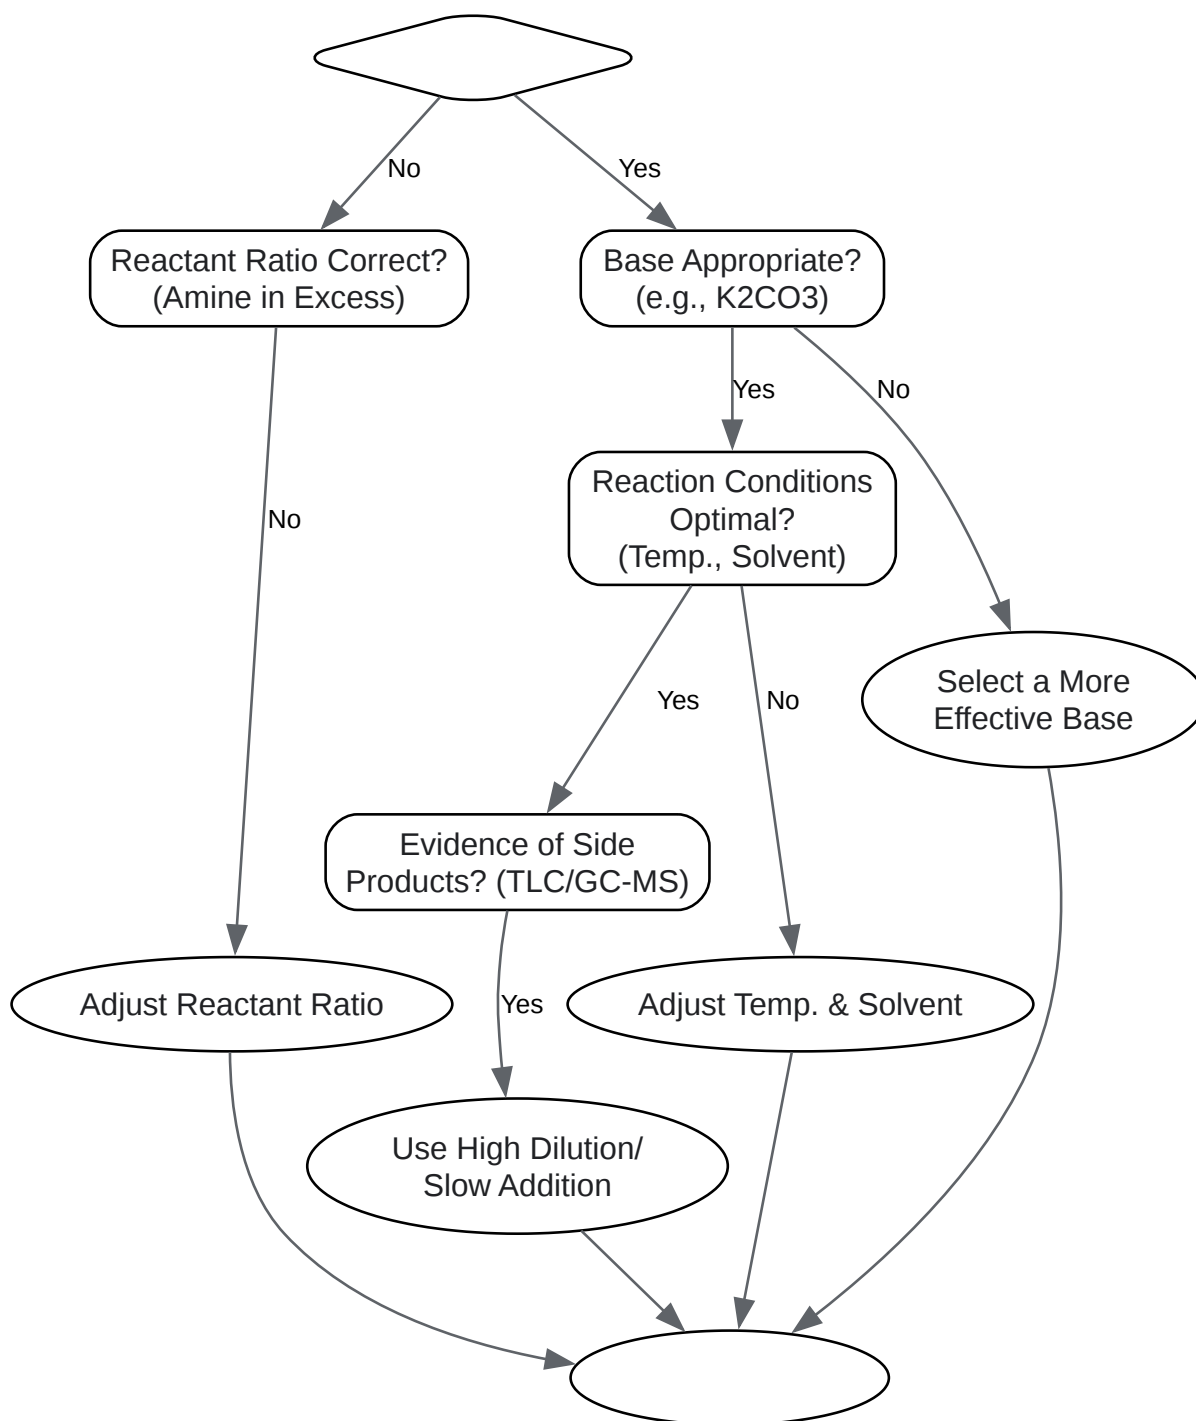 No
Yes
Reactant Ratio Correct?
(Amine in Excess)
Base Appropriate?
(e.g., K2CO3)
Yes
No
Reaction Conditions
Optimal?
(Temp., Solvent)
No
Yes
No
Select a More
Effective Base
Evidence of Side
Products? (TLC/GC-MS)
Adjust Reactant Ratio
Yes
Adjust Temp. & Solvent
Use High Dilution/
Slow Addition